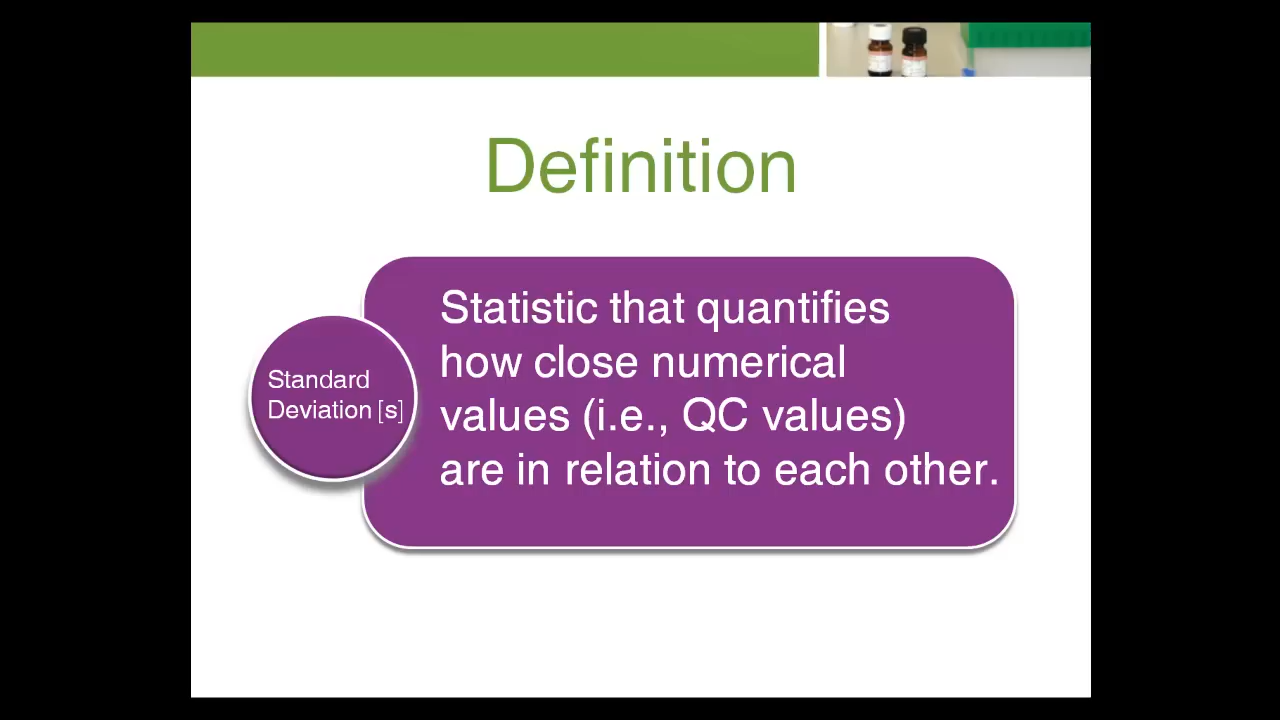 Definition
Standard
Deviation [s]
Statistic that quantifies
how close numerical
values (i.e., QC values)
are in relation to each other.